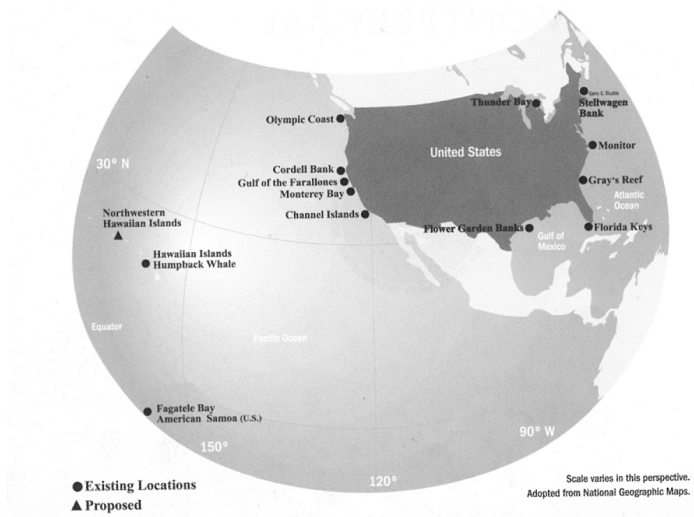 Thunder Bay
Gerry E. Studds
Stellwagen
Bank
Olympic Coast
United States
Monitor
30° N
Cordell Bank
Gulf of the Farallones
Monterey Bay
Gray's Reef
Atlantic
Ocean
Northwestern
Hawaiian Islands
Channel Islands
Flower Garden Banks
Gulf of
Mexico
Florida Keys
Hawaiian Islands
Humpback Whale
Equator
Pacific Ocean
Fagatele Bay
American Samoa (U.S.)
150°
90° W
120°
Existing Locations
Proposed
Scale varies in this perspective.
Adopted from National Geographic Maps.